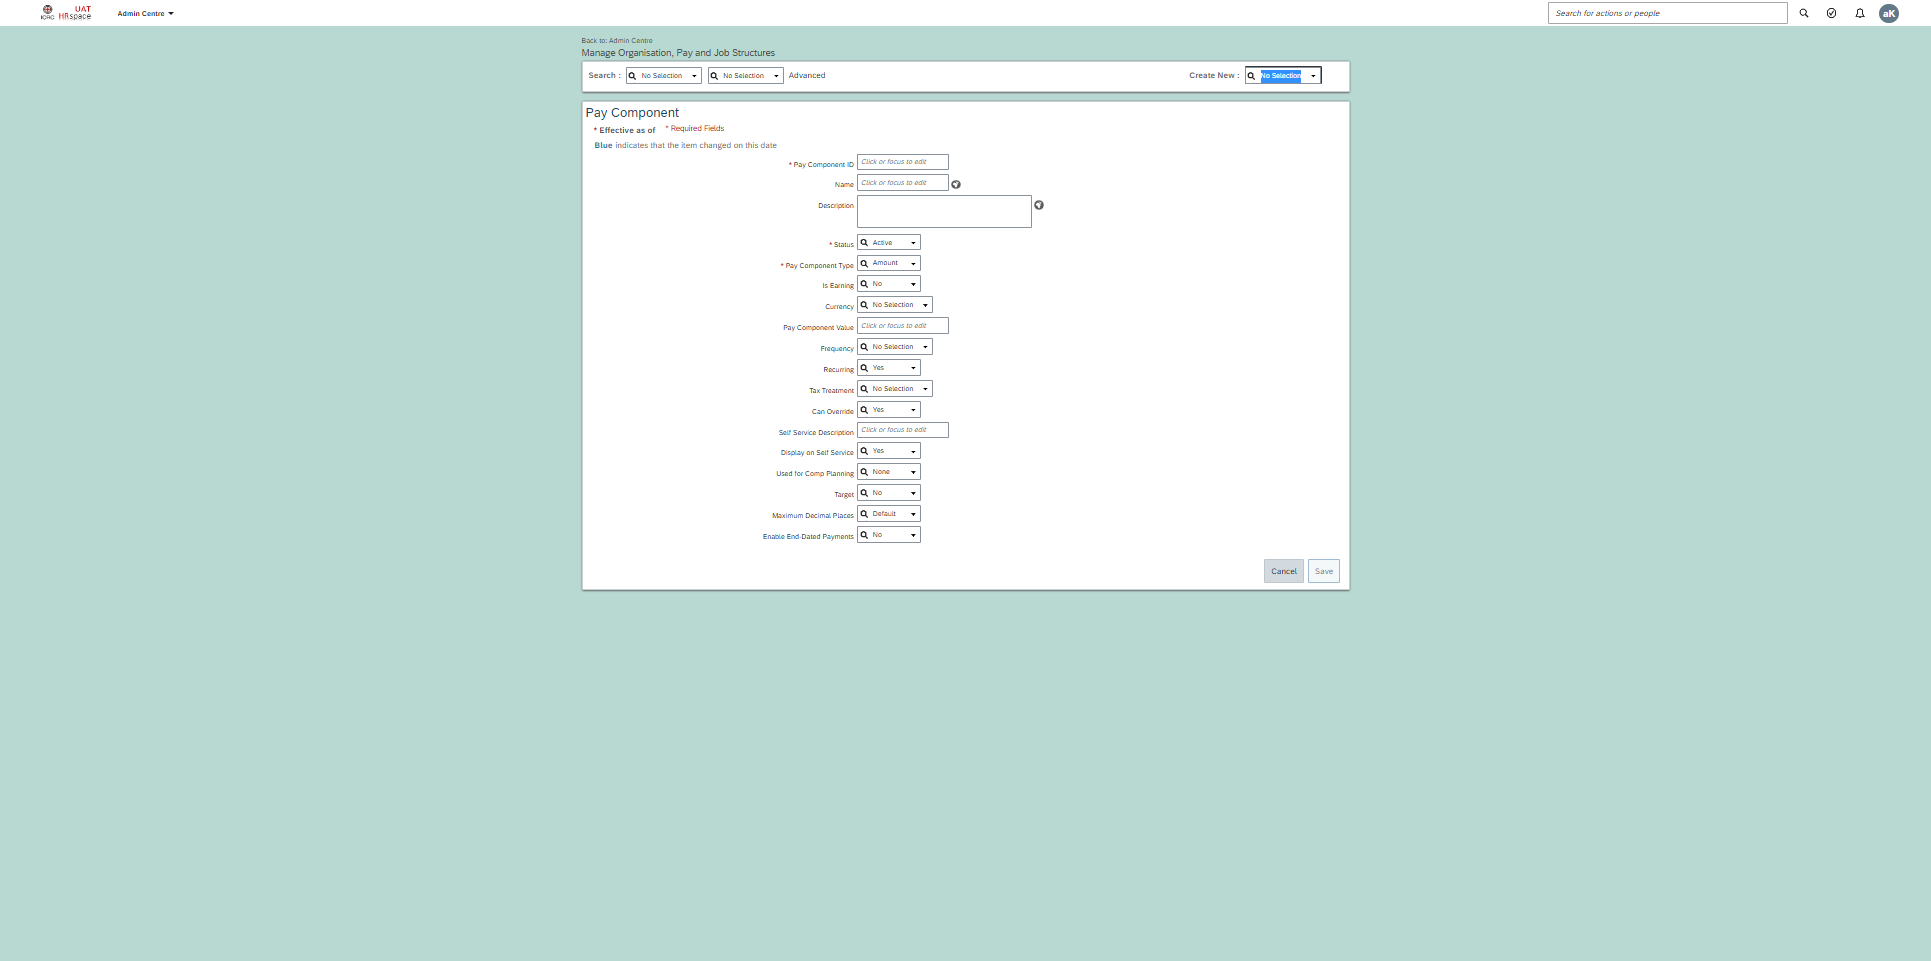 ICRC
UAT
HRspace
Admin Centre
Search for actions or people
aK
Back to: Admin Centre
Manage Organisation, Pay and Job Structures
Search : No Selection No Selection Advanced
Create New : No Selection
Pay Component
* Effective as of * Required Fields
Blue indicates that the item changed on this date
* Pay Component ID Click or focus to edit
Name Click or focus to edit
Description
* Status Active
* Pay Component Type Amount
Is Earning No
Currency No Selection
Pay Component Value Click or focus to edit
Frequency No Selection
Recurring Yes
Tax Treatment No Selection
Can Override Yes
Self Service Description Click or focus to edit
Display on Self Service Yes
Used for Comp Planning None
Target No
Maximum Decimal Places Default
Enable End-Dated Payments No
Cancel Save